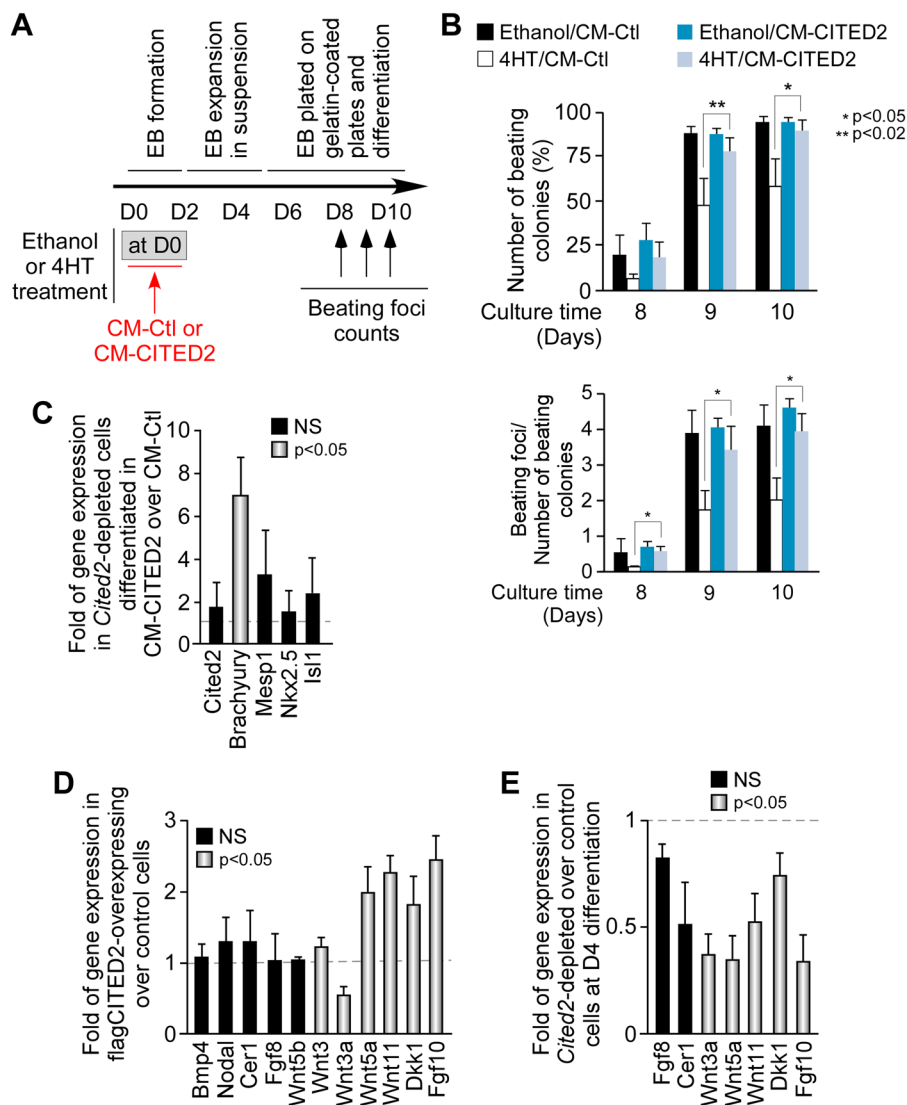 A
EB formation
EB expansion
in suspension
EB plated on
gelatin-coated
plates and
differentiation
D0 D2 D4 D6 D8 D10
Ethanol
or 4HT
treatment
at D0
CM-Ctl or
CM-CITED2
Beating foci
counts
B
Ethanol/CM-Ctl
Ethanol/CM-CITED2
4HT/CM-Ctl
4HT/CM-CITED2
Number of beating
colonies (%)
100
75
50
25
0
**
*
* p<0.05
** p<0.02
Culture time
(Days)
8 9 10
Beating foci/
Number of beating
colonies
5
4
3
2
1
0
*
*
*
Culture time
(Days)
8 9 10
C
Fold of gene expression
in Cited2-depleted cells
differentiated in
CM-CITED2 over CM-Ctl
NS
p<0.05
10
8
6
4
2
0
Cited2
Brachyury
Mesp1
Nkx2.5
Isl1
D
Fold of gene expression in
flagCITED2-overexpressing
over control cells
NS
p<0.05
3
2
1
0
Bmp4
Nodal
Cer1
Fgf8
Wnt5b
Wnt3
Wnt3a
Wnt5a
Wnt11
Dkk1
Fgf10
E
Fold of gene expression in
Cited2-depleted over control
cells at D4 differentiation
NS
p<0.05
1
0.5
0
Fgf8
Cer1
Wnt3a
Wnt5a
Wnt11
Dkk1
Fgf10